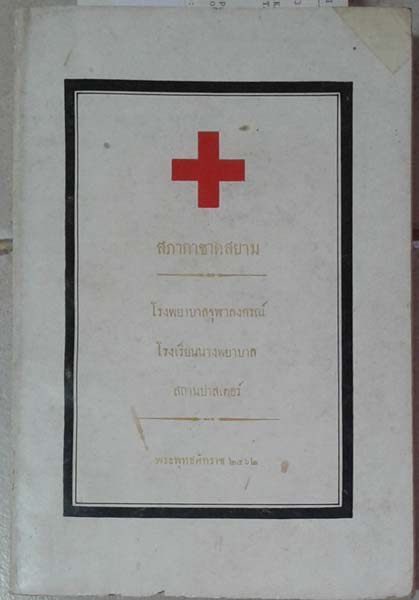 สภากาชาดสยาม
โรงพยาบาลจุฬาลงกรณ์
โรงเรียนนางพยาบาล
สถานปาสเตอร์
พระพุทธศักราช ๒๔๖๒